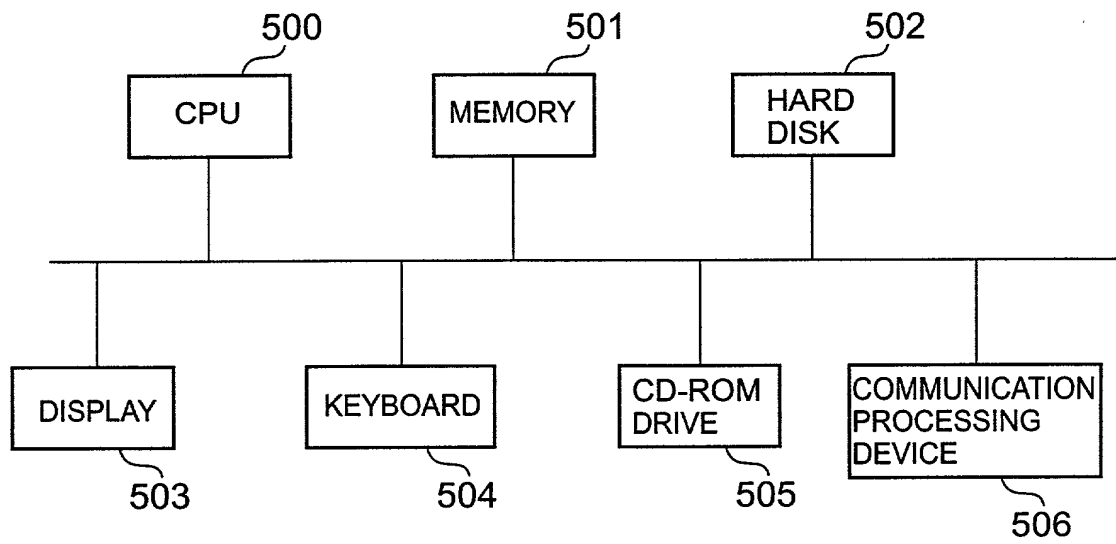 500
501
502
CPU
MEMORY
HARD
DISK
DISPLAY
KEYBOARD
CD-ROM
DRIVE
COMMUNICATION
PROCESSING
DEVICE
503
504
505
506